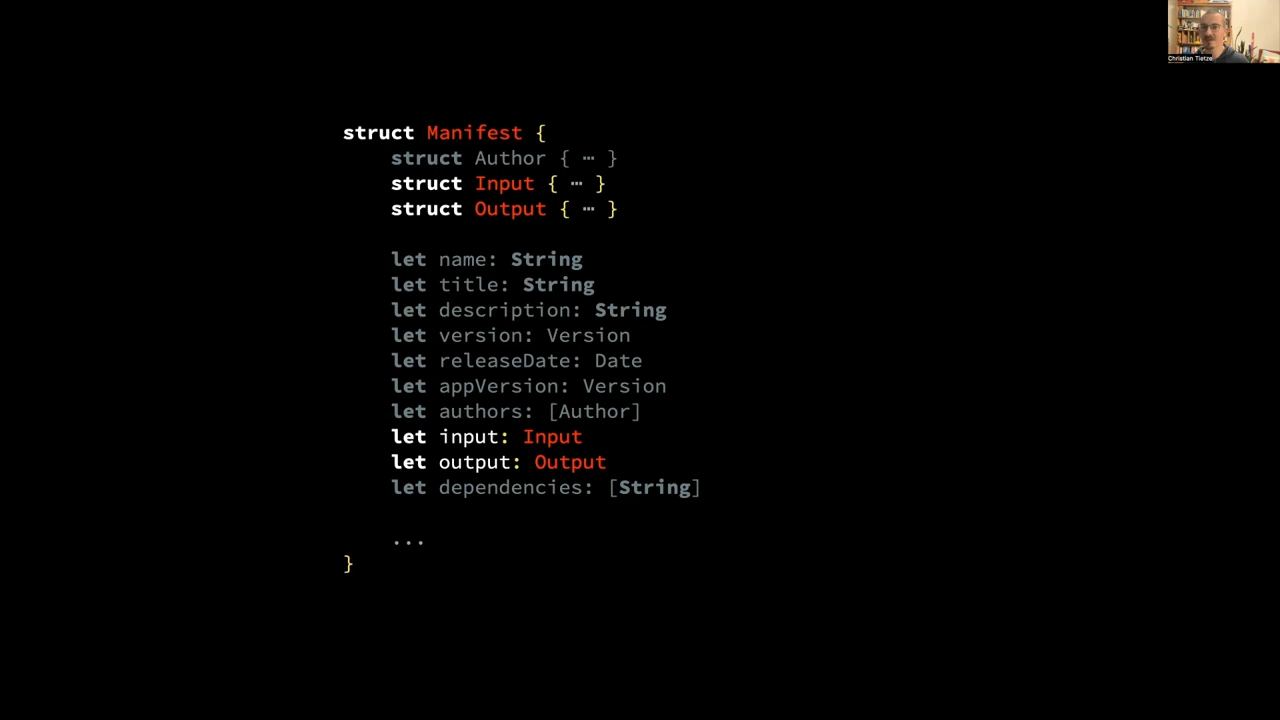 Christian Tietze
struct Manifest {
    struct Author { ⋯ }
    struct Input { ⋯ }
    struct Output { ⋯ }
    let name: String
    let title: String
    let description: String
    let version: Version
    let releaseDate: Date
    let appVersion: Version
    let authors: [Author]
    let input: Input
    let output: Output
    let dependencies: [String]
    ...
}